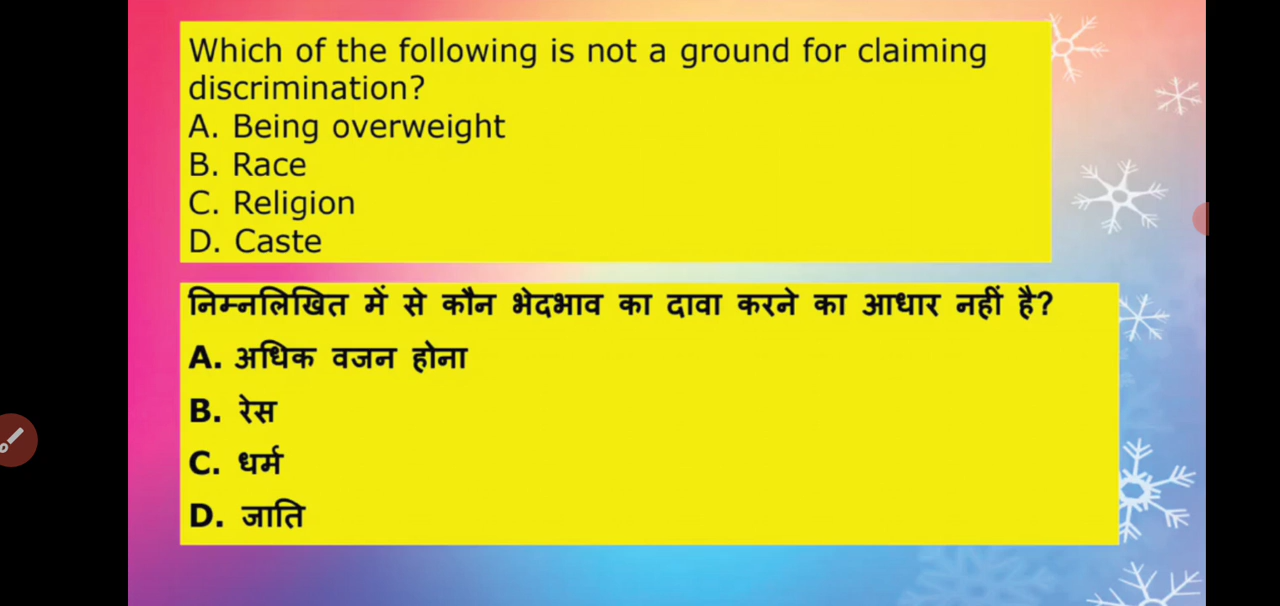 Which of the following is not a ground for claiming
discrimination?
A. Being overweight
B. Race
C. Religion
D. Caste
निम्नलिखित में से कौन भेदभाव का दावा करने का आधार नहीं है?
A. अधिक वजन होना
B. रेस
C. धर्म
D. जाति